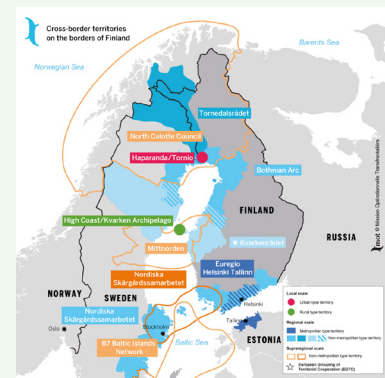 Cross-border territories
on the borders of Finland
Norwegian Sea
Barents Sea
Tornedalsrådet
North Calotte Council
Haparanda/Tornio
Bothnian Arc
High Coast/Kvarken Archipelago
FINLAND
RUSSIA
Mittnorden
☆ Kvarkenrådet
Nordiska
Skärgårdssamarbetet
Euregio
Helsinki Tallinn
NORWAY
SWEDEN
Oslo
Nordiska
Skärgårdssamarbetet
Stockholm
Helsinki
Tallinn
ESTONIA
B7 Baltic Islands
Network
Baltic Sea
Local scale
Urban type territory
Rural type territory
Regional scale
Metropolitan type territory
Non-metropolitan type territory
Supraregional scale
Non-metropolitan type territory
European Grouping of
Territorial Cooperation (EGTC)
mot © Mission Opérationnelle Transfrontalière